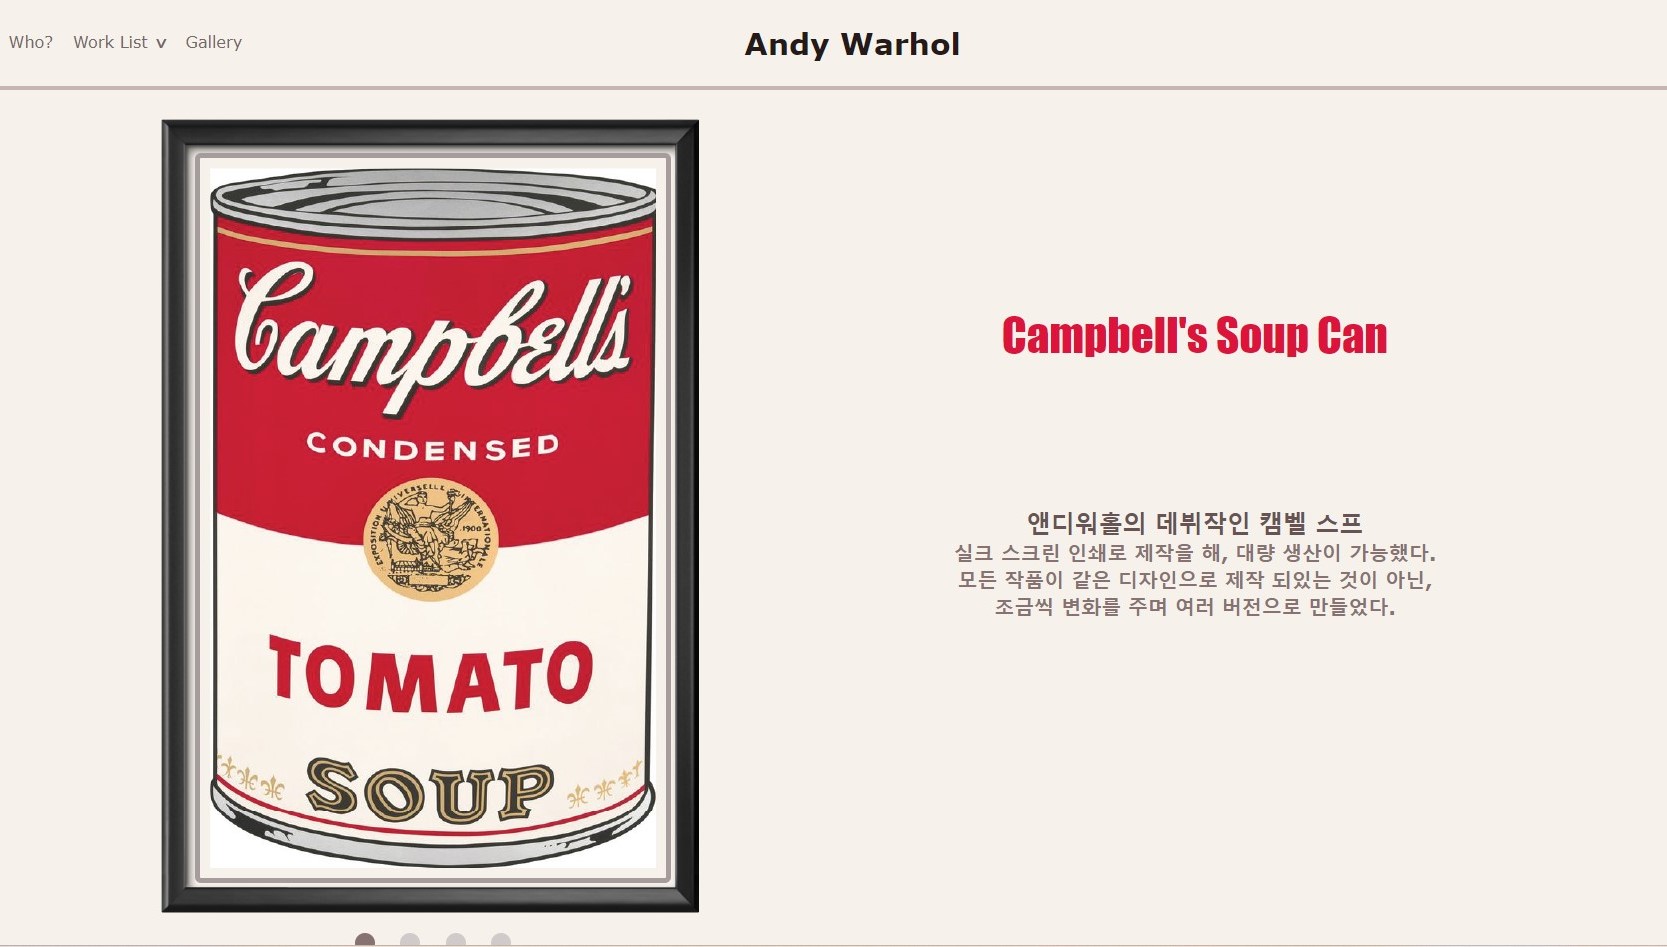 Who? Work List v Gallery
Andy Warhol
Campbell's
CONDENSED
EXPOSITION UNIVERSELLE INTERNATIONALE
1900
TOMATO
SOUP
Campbell's Soup Can
앤디워홀의 데뷔작인 캠벨 스프
실크 스크린 인쇄로 제작을 해, 대량 생산이 가능했다.
모든 작품이 같은 디자인으로 제작 되있는 것이 아닌,
조금씩 변화를 주며 여러 버전으로 만들었다.